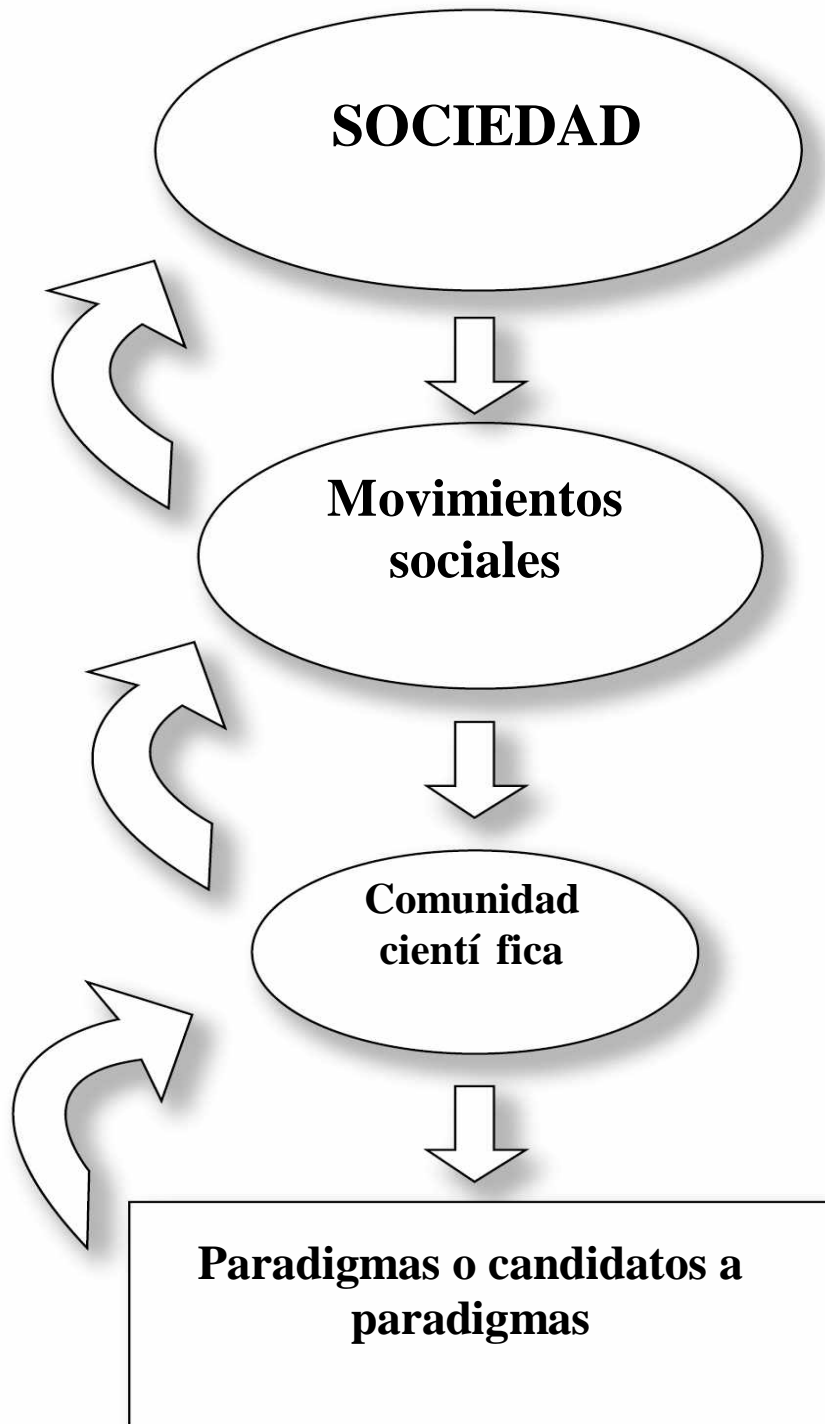 SOCIEDAD
Movimientos
sociales
Comunidad
cientí fica
Paradigmas o candidatos a
paradigmas